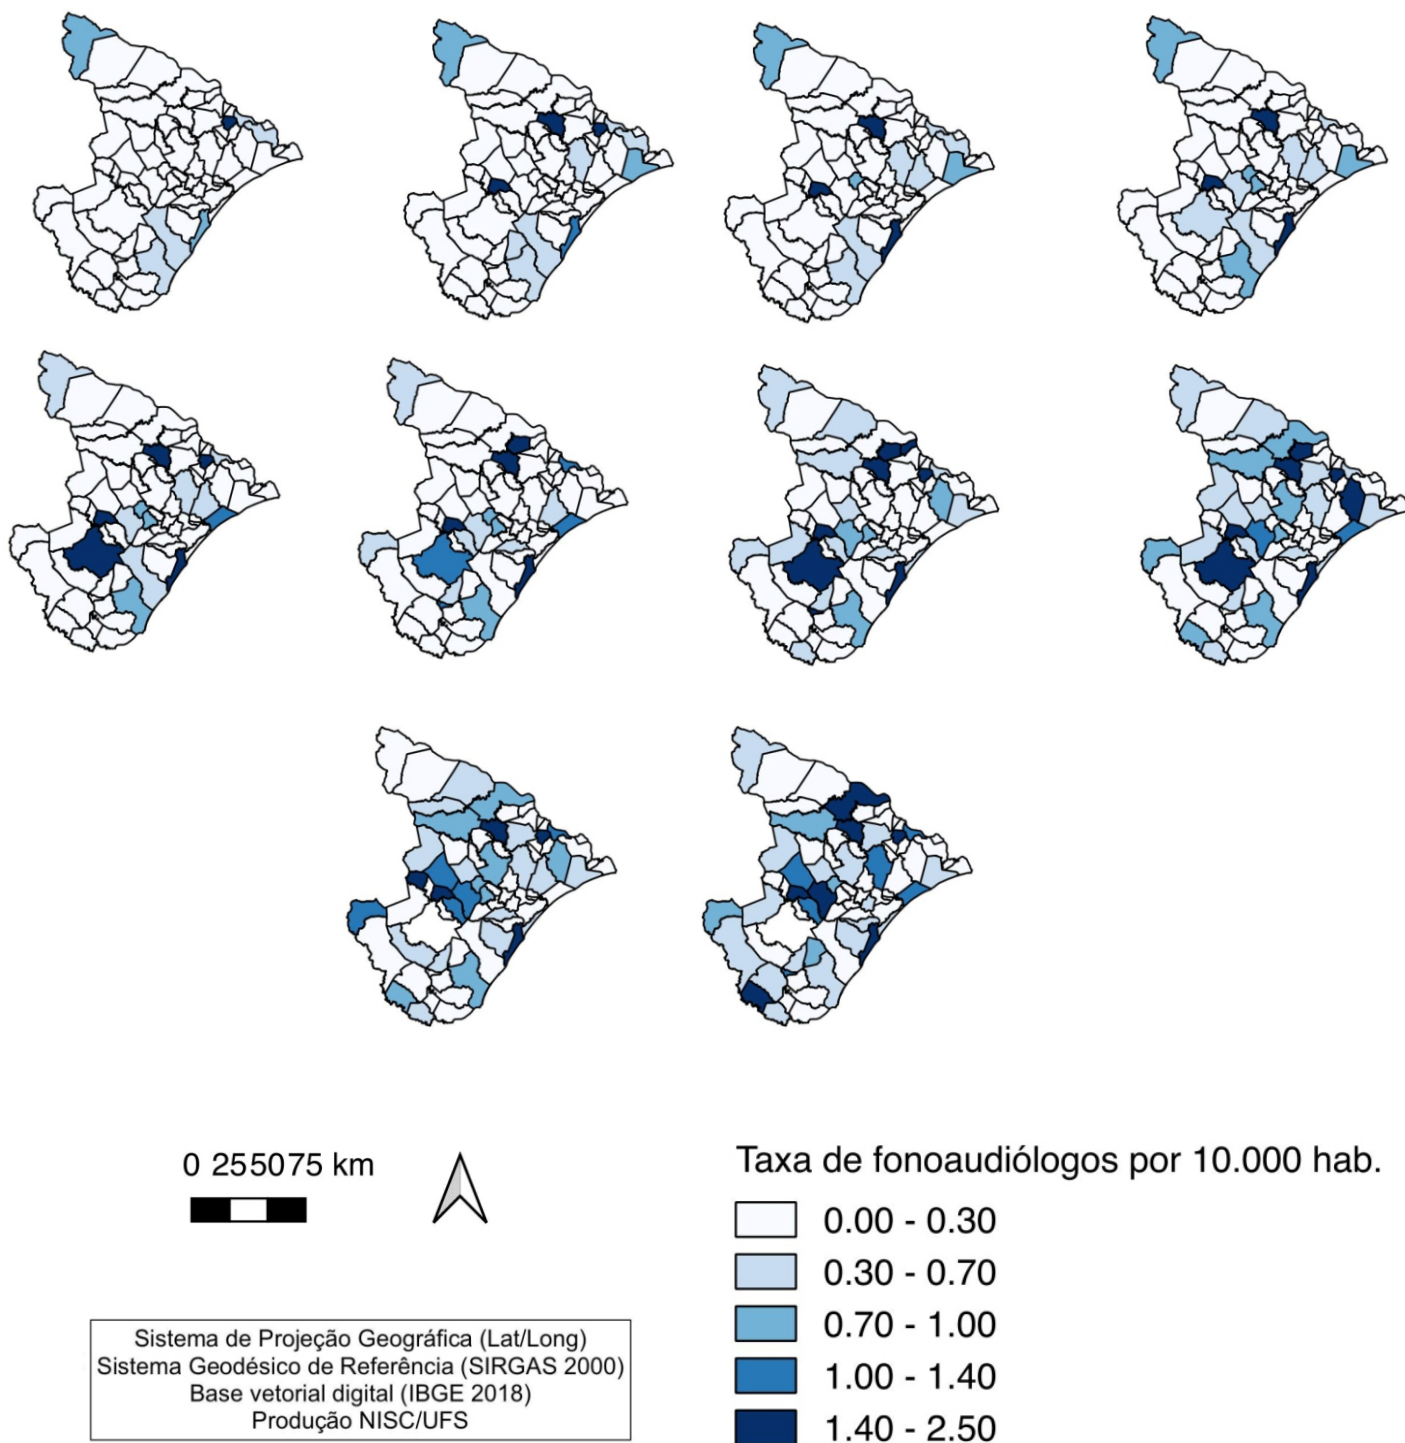 0 255075 km
Taxa de fonoaudiólogos por 10.000 hab.
0.00 - 0.30
0.30 - 0.70
0.70 - 1.00
1.00 - 1.40
1.40 - 2.50
Sistema de Projeção Geográfica (Lat/Long)
Sistema Geodésico de Referência (SIRGAS 2000)
Base vetorial digital (IBGE 2018)
Produção NISC/UFS